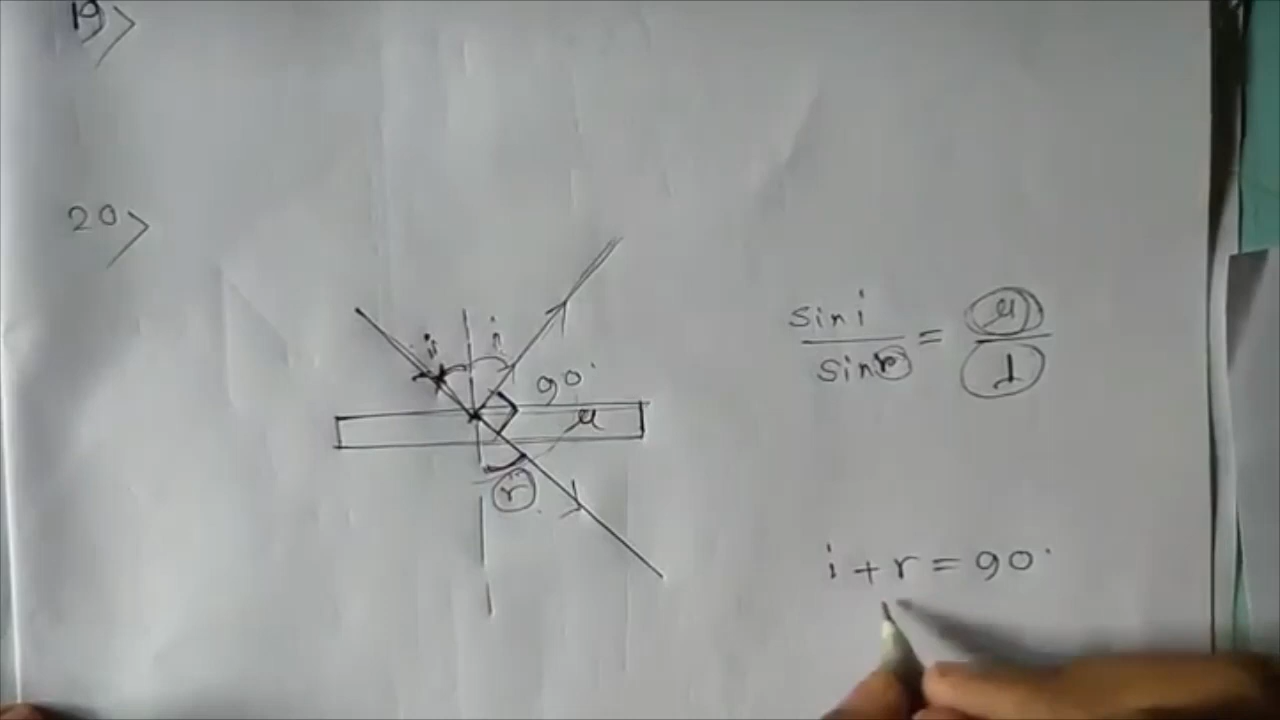 19>
20>
i i
90°
μ
r
sin i / sin r = μ / 1
i + r = 90°